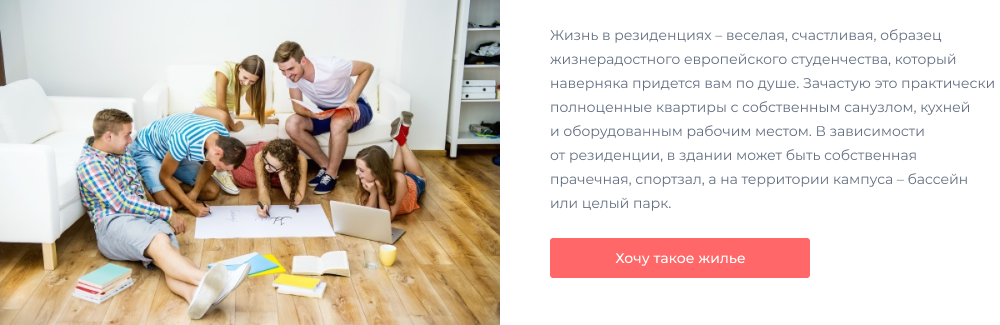 Жизнь в резиденциях – веселая, счастливая, образец
жизнерадостного европейского студенчества, который
наверняка придется вам по душе. Зачастую это практически
полноценные квартиры с собственным санузлом, кухней
и оборудованным рабочим местом. В зависимости
от резиденции, в здании может быть собственная
прачечная, спортзал, а на территории кампуса – бассейн
или целый парк.
Хочу такое жилье